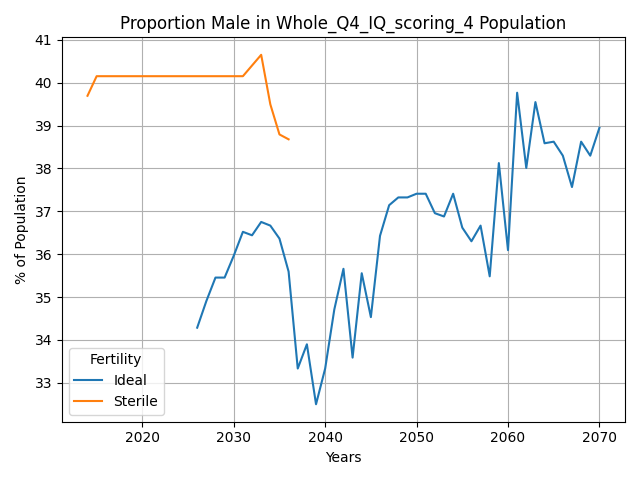 Proportion Male in Whole_Q4_IQ_scoring_4 Population
41
40
39
38
37
36
35
34
33
% of Population
Fertility
Ideal
Sterile
2020 2030 2040 2050 2060 2070
Years